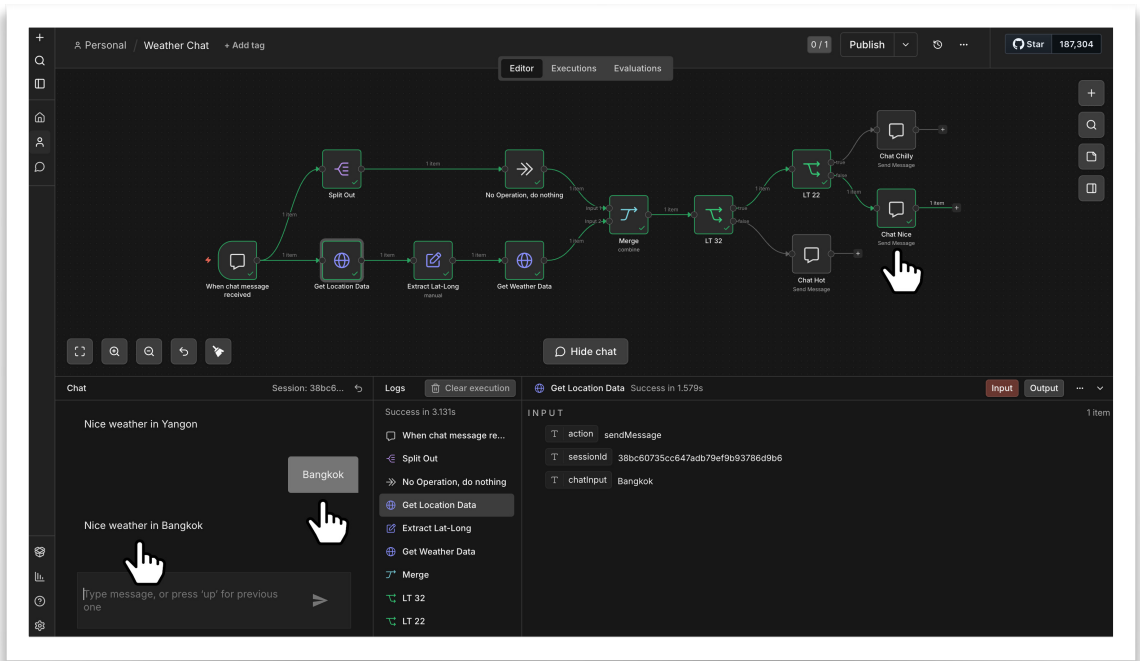 Personal / Weather Chat + Add tag
0 / 1
Publish
Star 187,304
Editor Executions Evaluations
Chat Chilly
Send Message
1 item
Split Out
No Operation, do nothing
1 item
true
false
LT 22
1 item
1 item
1 item
Input 1
Input 2
1 item
true
false
1 item
Chat Nice
Send Message
Merge
combine
LT 32
1 item
1 item
1 item
1 item
When chat message
received
Get Location Data
Extract Lat-Long
manual
Get Weather Data
Chat Hot
Send Message
Hide chat
Chat
Session: 38bc6...
Logs
Clear execution
Get Location Data Success in 1.579s
Input
Output
Nice weather in Yangon
Bangkok
Nice weather in Bangkok
Type message, or press 'up' for previous
one
Success in 3.131s
When chat message re...
Split Out
No Operation, do nothing
Get Location Data
Extract Lat-Long
Get Weather Data
Merge
LT 32
LT 22
INPUT
1 item
T action sendMessage
T sessionId 38bc60735cc647adb79ef9b93786d9b6
T chatInput Bangkok